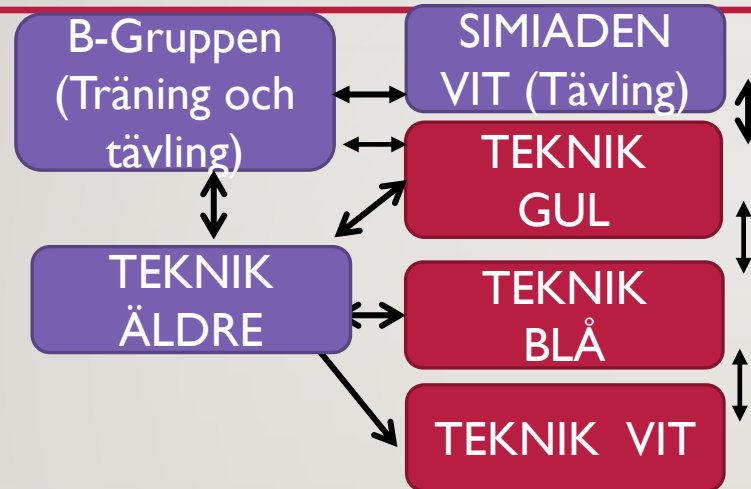 B-Gruppen
(Träning och
tävling)
SIMIADEN
VIT (Tävling)
TEKNIK
GUL
TEKNIK
ÄLDRE
TEKNIK
BLÅ
TEKNIK VIT